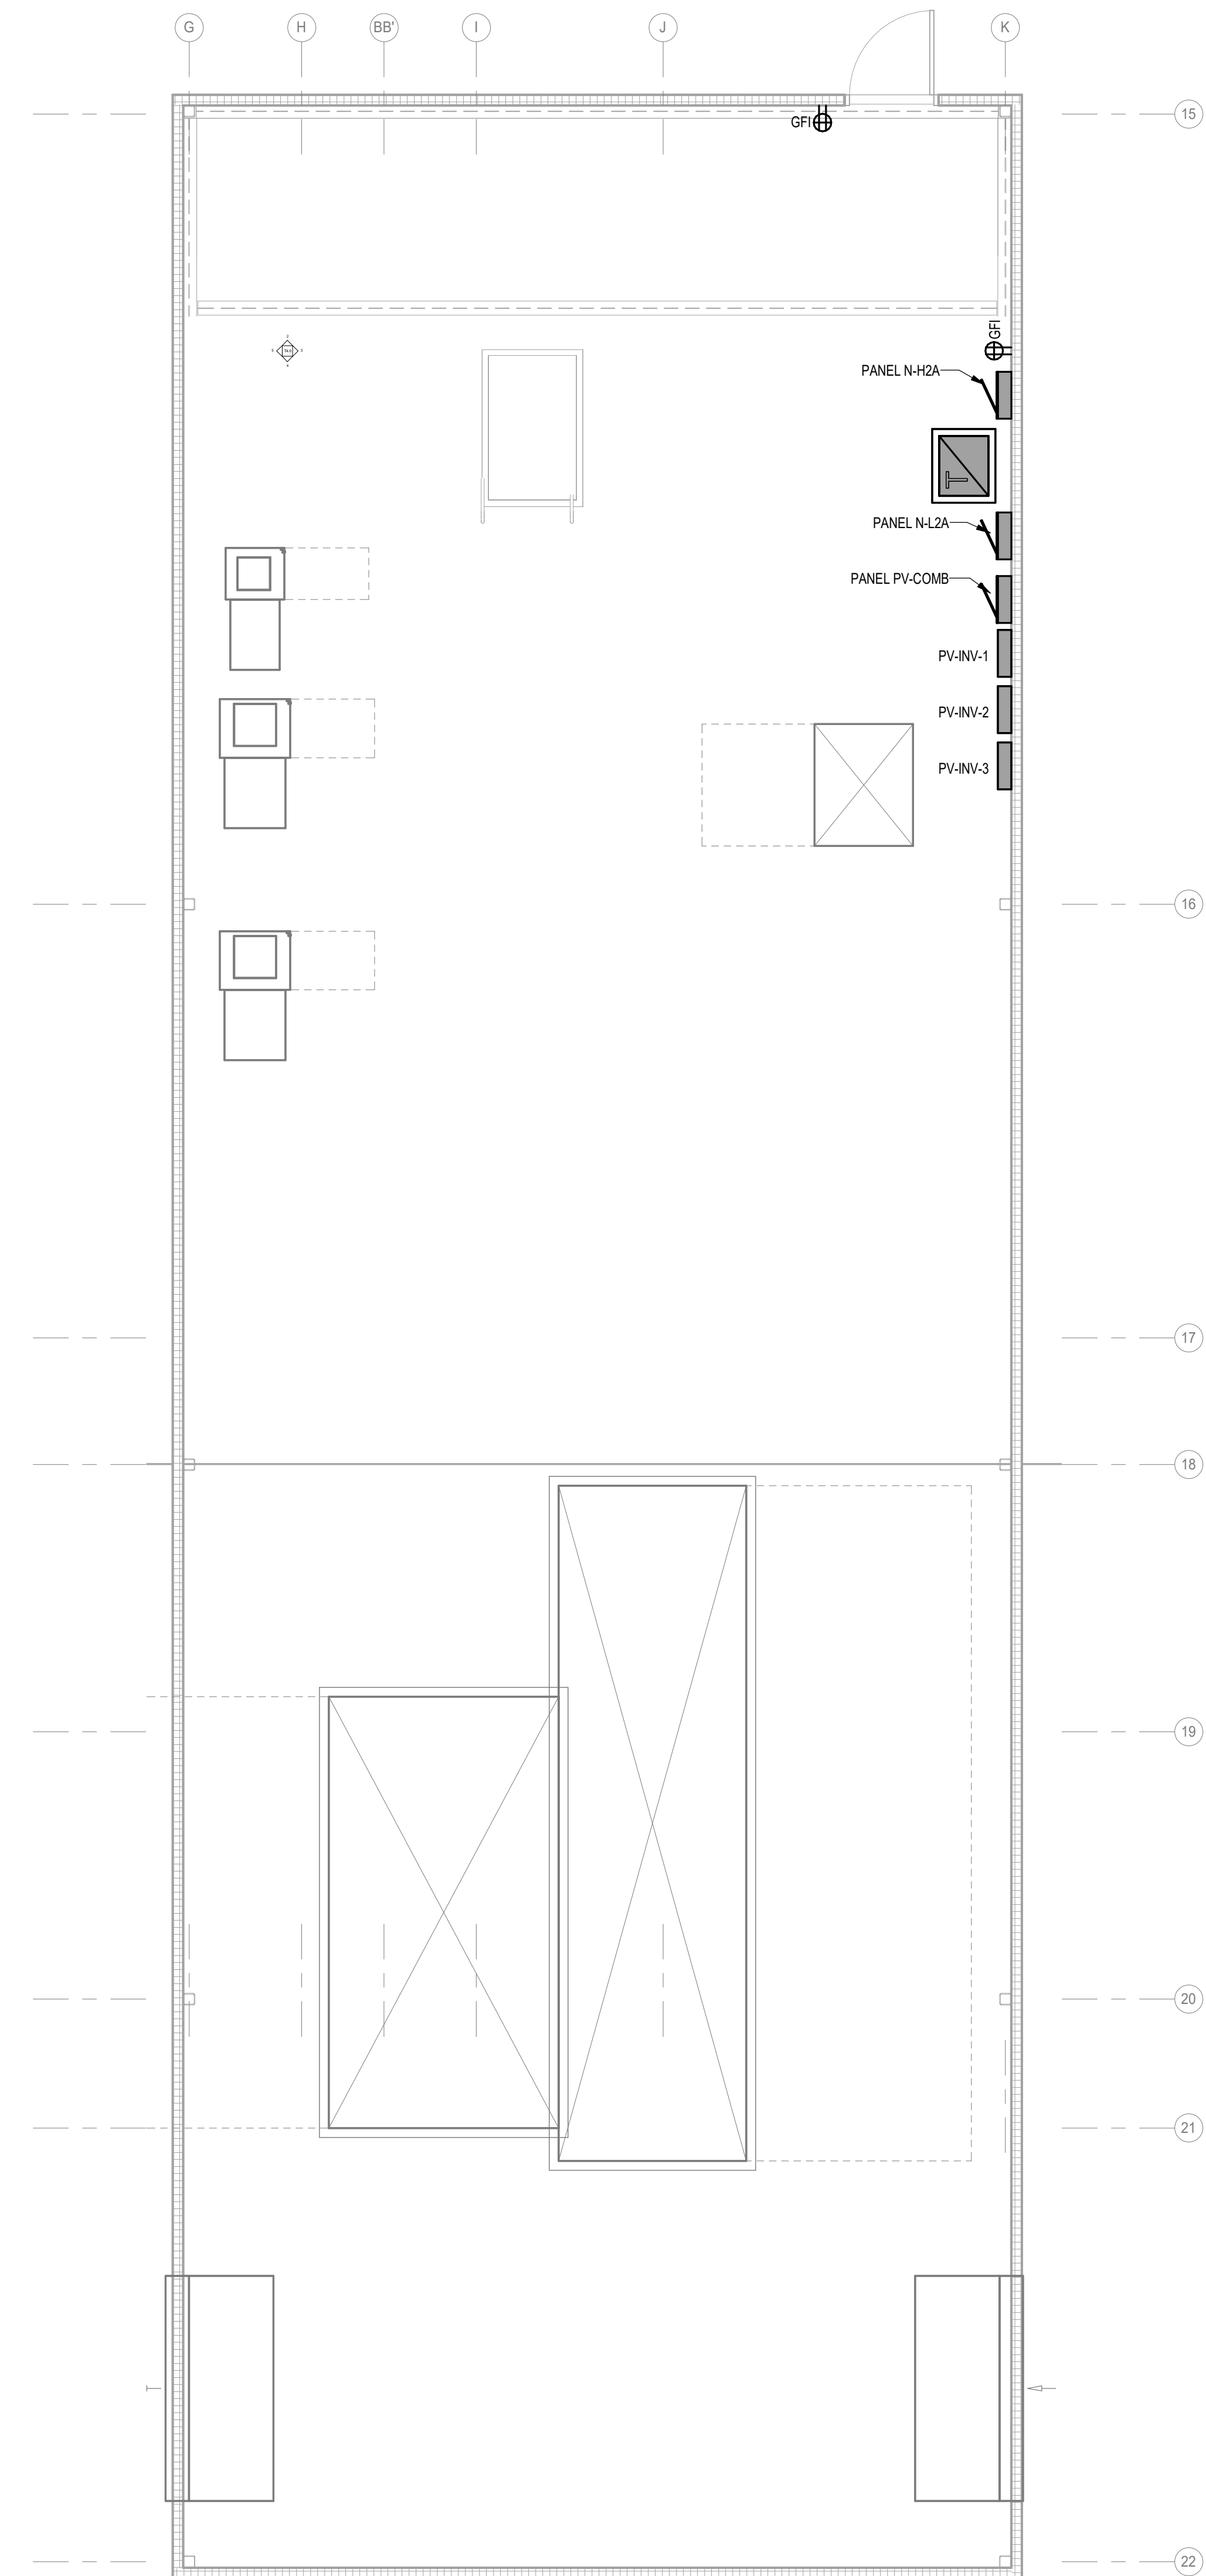 G
H
BB'
I
J
K
15
GFI
GFI
PANEL N-H2A
T
PANEL N-L2A
PANEL PV-COMB
PV-INV-1
PV-INV-2
PV-INV-3
16
17
18
19
20
21
22